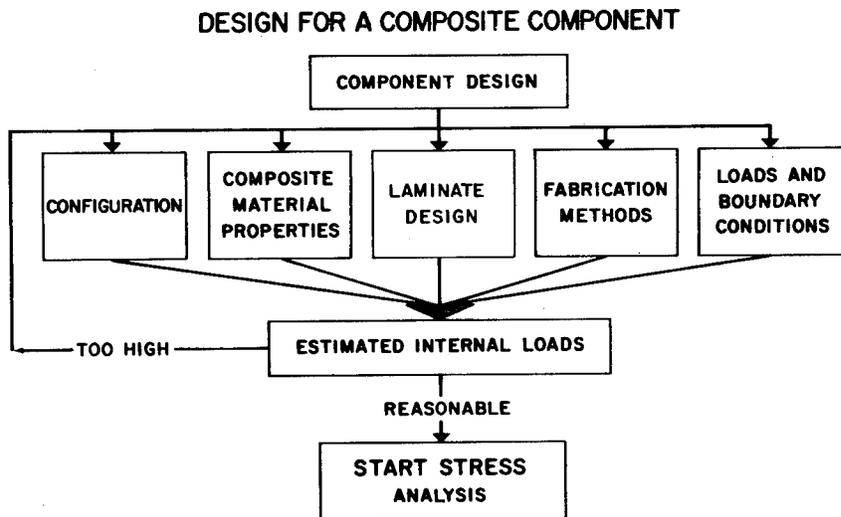 DESIGN FOR A COMPOSITE COMPONENT
COMPONENT DESIGN
CONFIGURATION
COMPOSITE
MATERIAL
PROPERTIES
LAMINATE
DESIGN
FABRICATION
METHODS
LOADS AND
BOUNDARY
CONDITIONS
TOO HIGH
ESTIMATED INTERNAL LOADS
REASONABLE
START STRESS
ANALYSIS